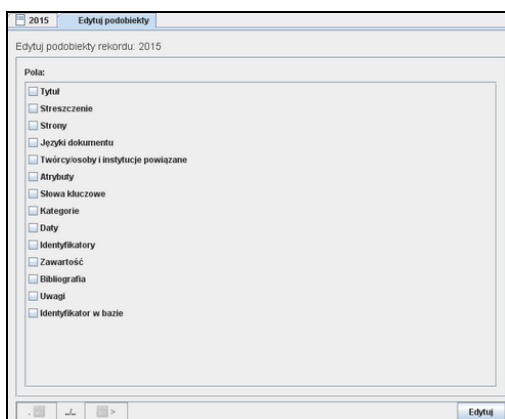 2015 Edytuj podobiekty
Edytuj podobiekty rekordu: 2015
Pola:
Tytuł
Streszczenie
Strony
Języki dokumentu
Twórcy/osoby i instytucje powiązane
Atrybuty
Słowa kluczowe
Kategorie
Daty
Identyfikatory
Zawartość
Bibliografia
Uwagi
Identyfikator w bazie
-/- > Edytuj